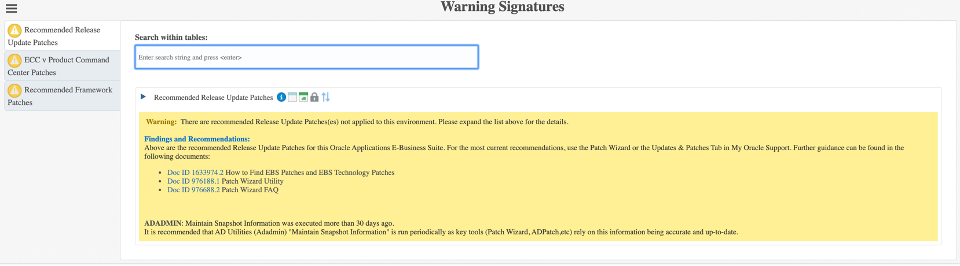 Warning Signatures
Recommended Release
Update Patches
ECC v Product Command
Center Patches
Recommended Framework
Patches
Search within tables:
Enter search string and press <enter>
Recommended Release Update Patches
Warning: There are recommended Release Update Patches(es) not applied to this environment. Please expand the list above for the details.
Findings and Recommendations:
Above are the recommended Release Update Patches for this Oracle Applications E-Business Suite. For the most current recommendations, use the Patch Wizard or the Updates & Patches Tab in My Oracle Support. Further guidance can be found in the
following documents:
• Doc ID 1633974.2 How to Find EBS Patches and EBS Technology Patches
• Doc ID 976188.1 Patch Wizard Utility
• Doc ID 976688.2 Patch Wizard FAQ
ADADMIN: Maintain Snapshot Information was executed more than 30 days ago.
It is recommended that AD Utilities (Adadmin) "Maintain Snapshot Information" is run periodically as key tools (Patch Wizard, ADPatch,etc) rely on this information being accurate and up-to-date.